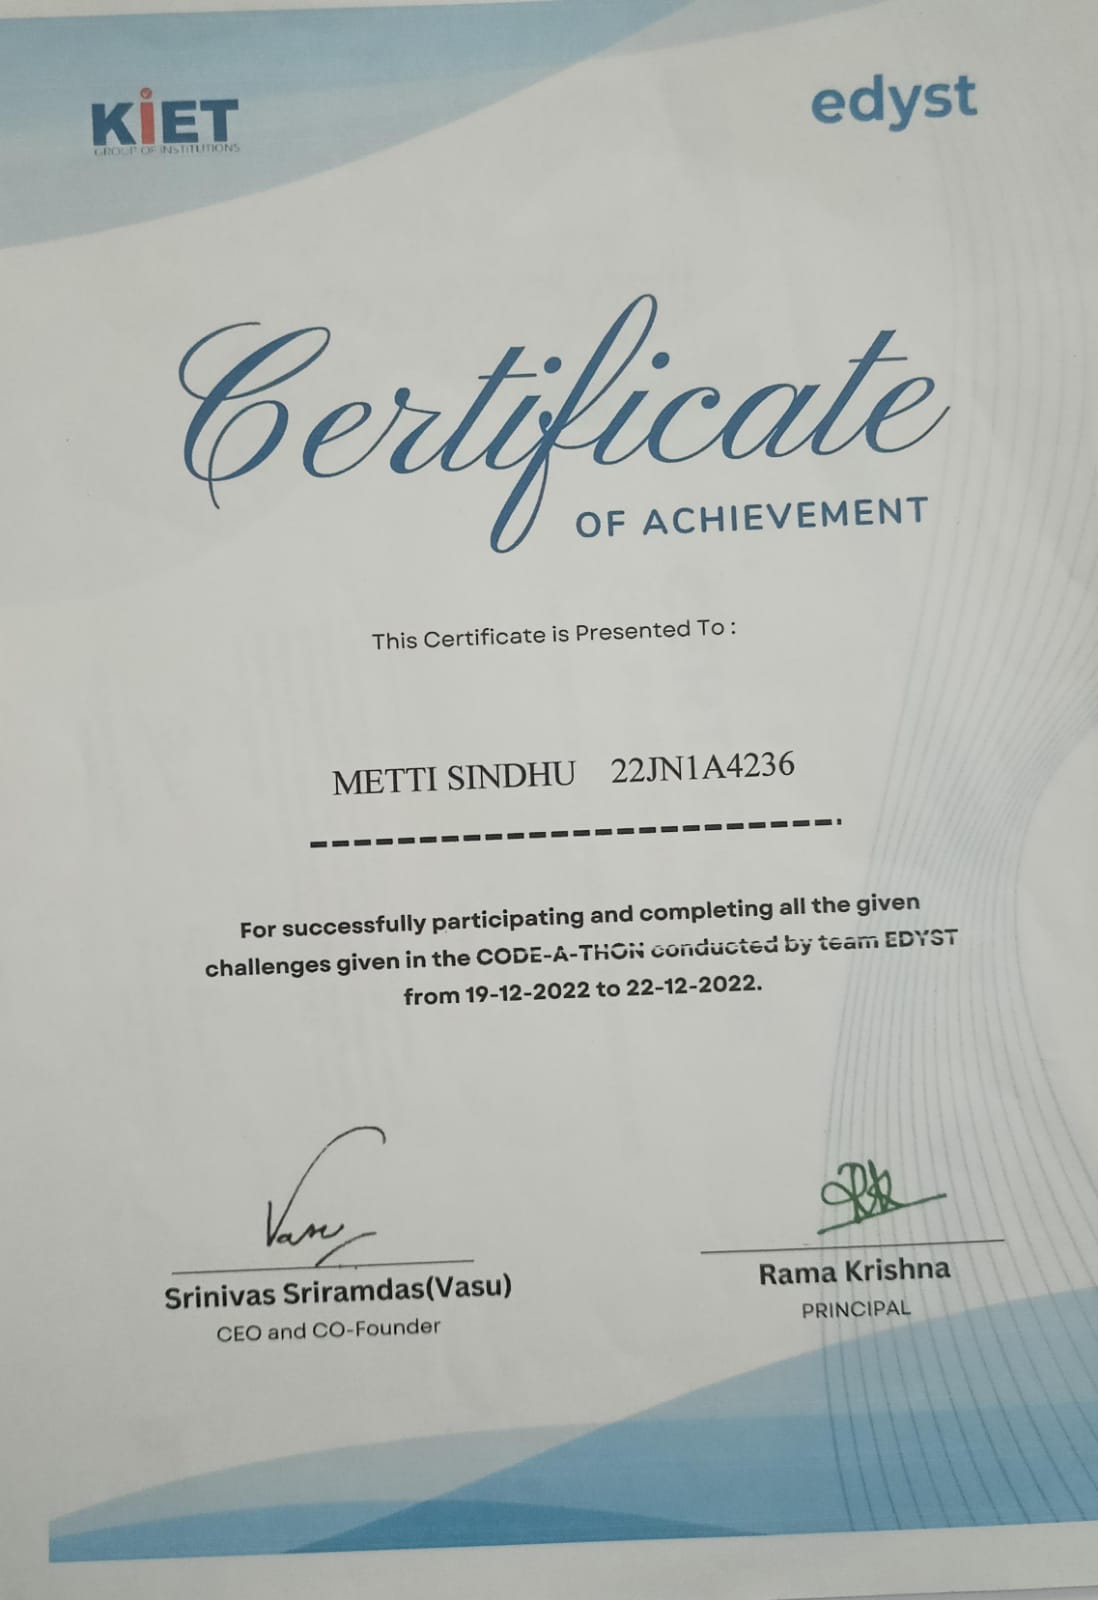 KiET
GROUP OF INSTITUTIONS
edyst
Certificate
OF ACHIEVEMENT
This Certificate is Presented To :
METTI SINDHU 22JN1A4236
For successfully participating and completing all the given
challenges given in the CODE-A-THON conducted by team EDYST
from 19-12-2022 to 22-12-2022.
Vasu
Srinivas Sriramdas(Vasu)
CEO and CO-Founder
Rama Krishna
PRINCIPAL